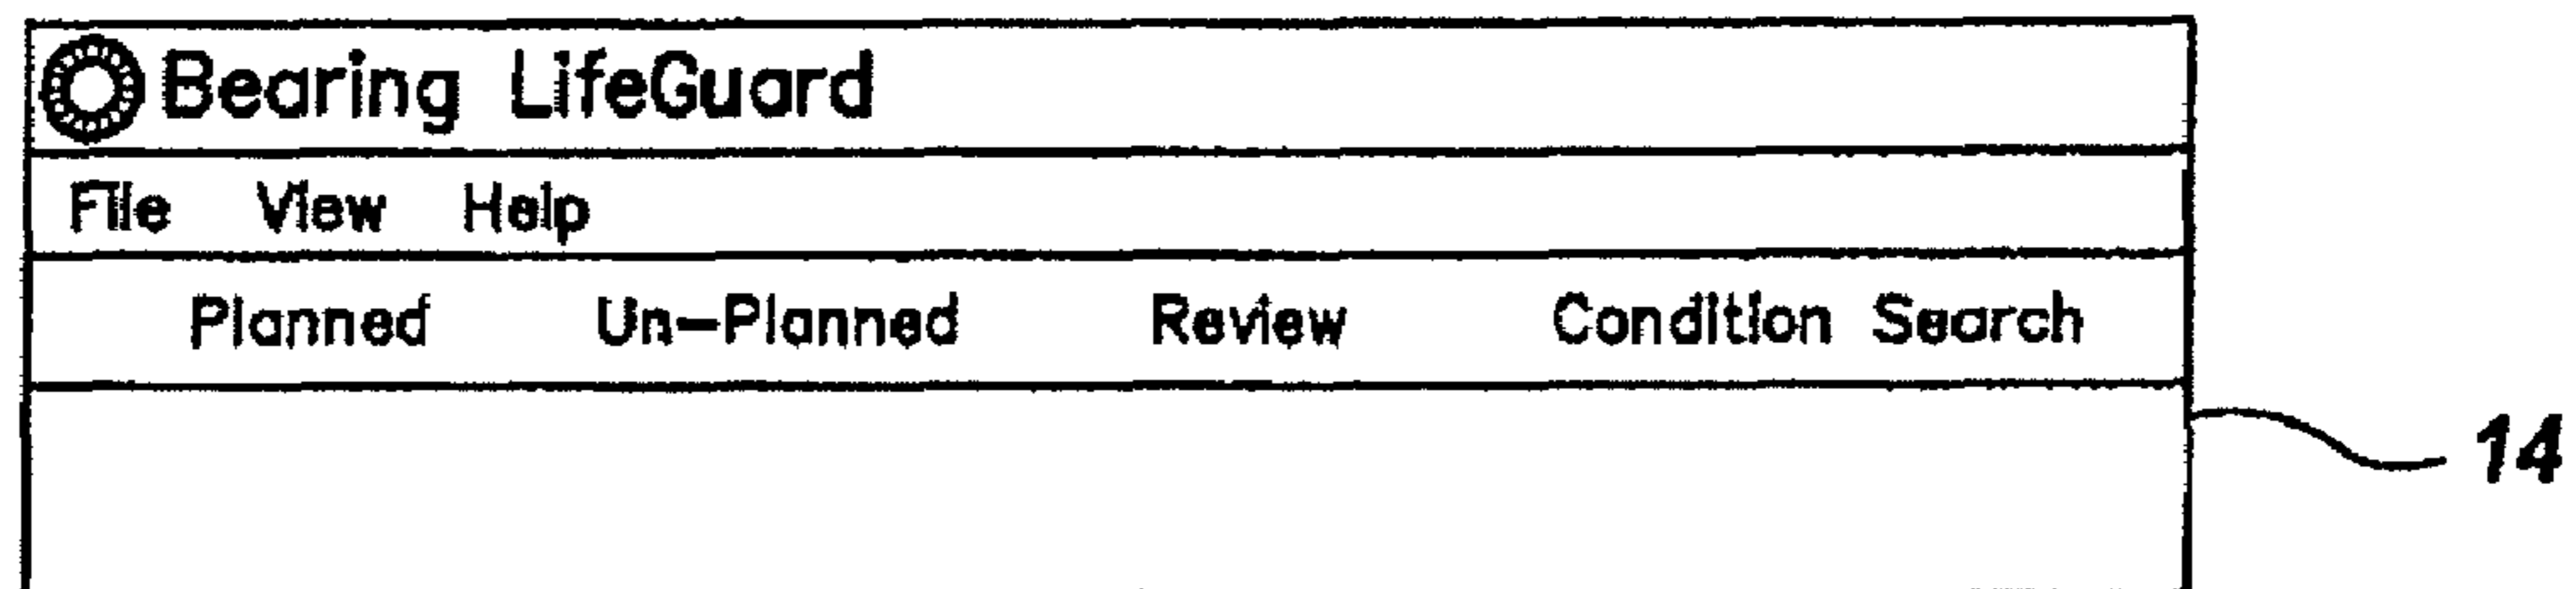 Bearing LifeGuard
File View Help
Planned Un-Planned Review Condition Search
14